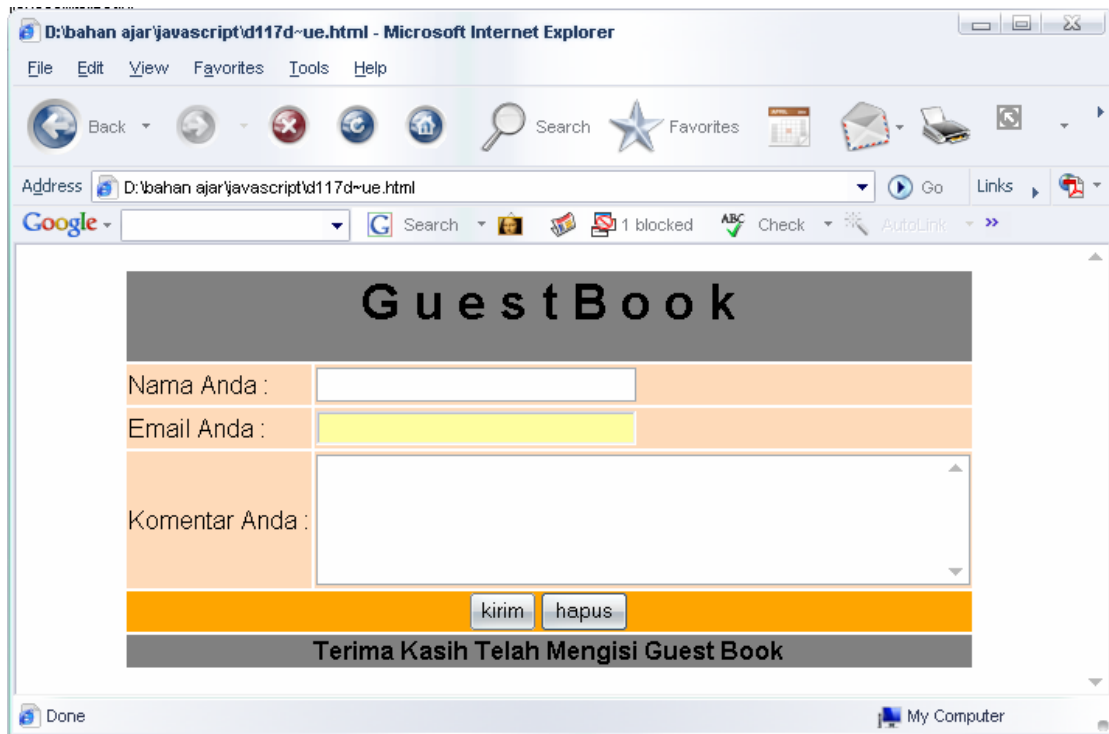 D:\bahan ajar\javascript\d117d~ue.html - Microsoft Internet Explorer
File Edit View Favorites Tools Help
Back Search Favorites
Address D:\bahan ajar\javascript\d117d~ue.html Go Links
Google Search 1 blocked ABC Check AutoLink
G u e s t B o o k
Nama Anda :
Email Anda :
Komentar Anda :
kirim hapus
Terima Kasih Telah Mengisi Guest Book
Done My Computer